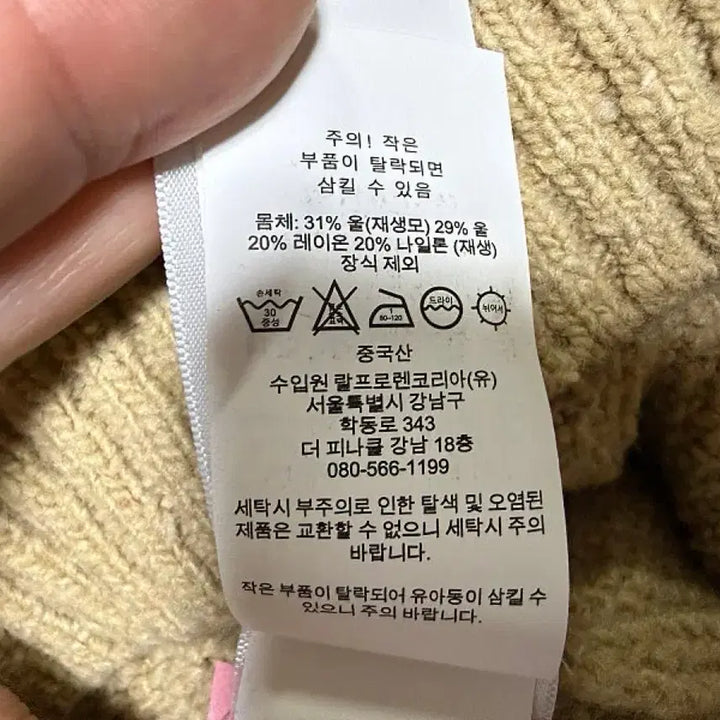 주의! 작은
부품이 탈락되면
삼킬 수 있음
몸체: 31% 울(재생모) 29% 울
20% 레이온 20% 나일론 (재생)
장식 제외
손세탁
30
중성
80~120
드라이
뉘어서
중국산
수입원 랄프로렌코리아(유)
서울특별시 강남구
학동로 343
더 피나클 강남 18층
080-566-1199
세탁시 부주의로 인한 탈색 및 오염된
제품은 교환할 수 없으니 세탁시 주의
바랍니다.
작은 부품이 탈락되어 유아동이 삼킬 수
있으니 주의 바랍니다.